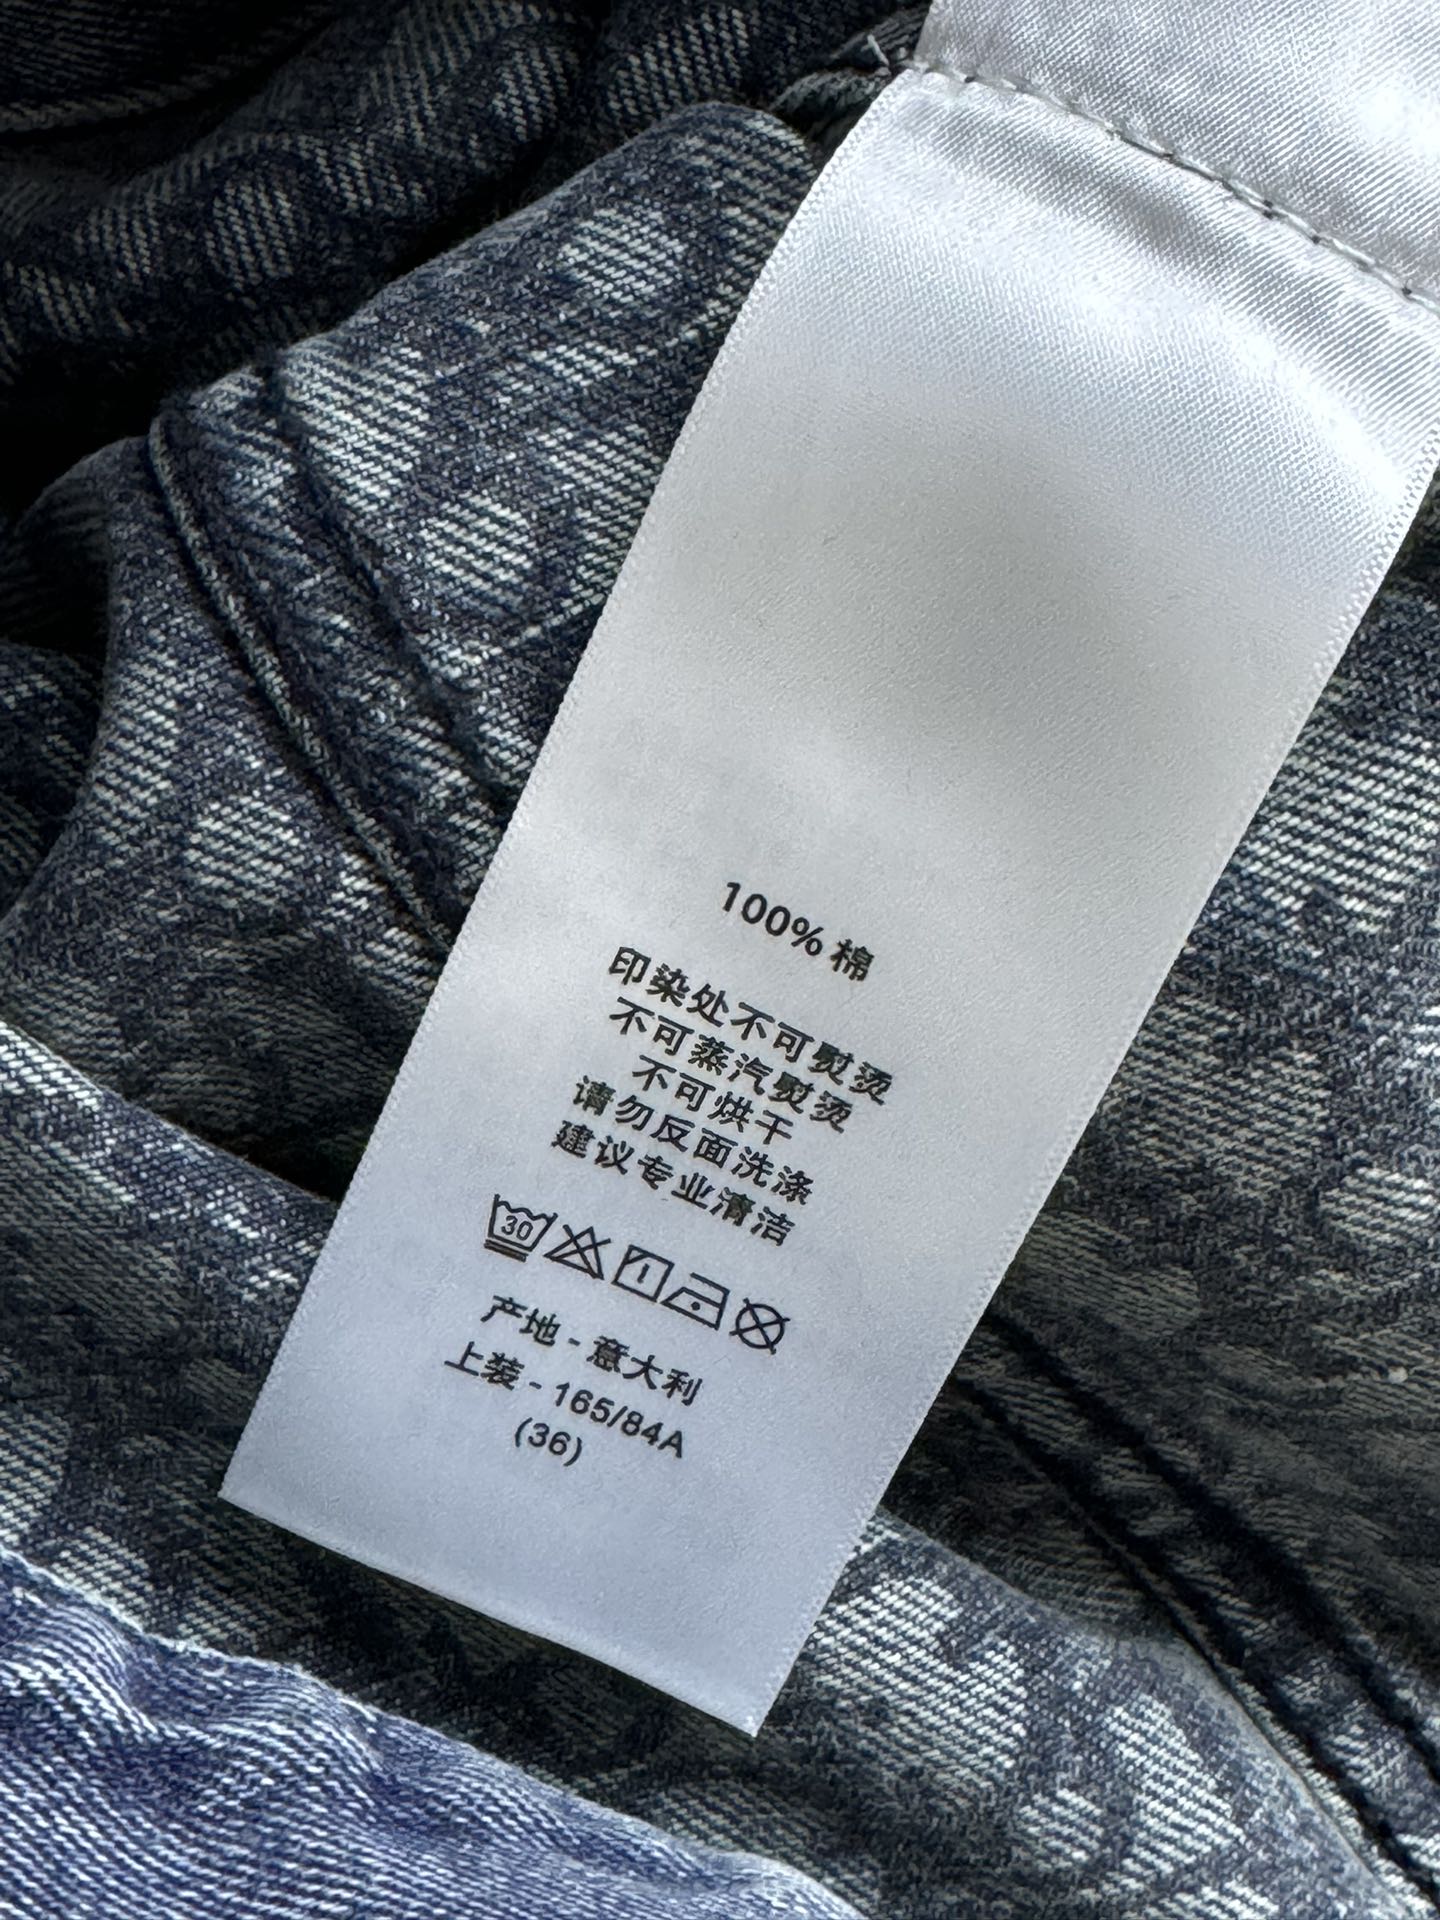 100% 棉
印染处不可熨烫
不可蒸汽熨烫
不可烘干
请勿反面洗涤
建议专业清洁
30
产地 - 意大利
上装 - 165/84A
(36)